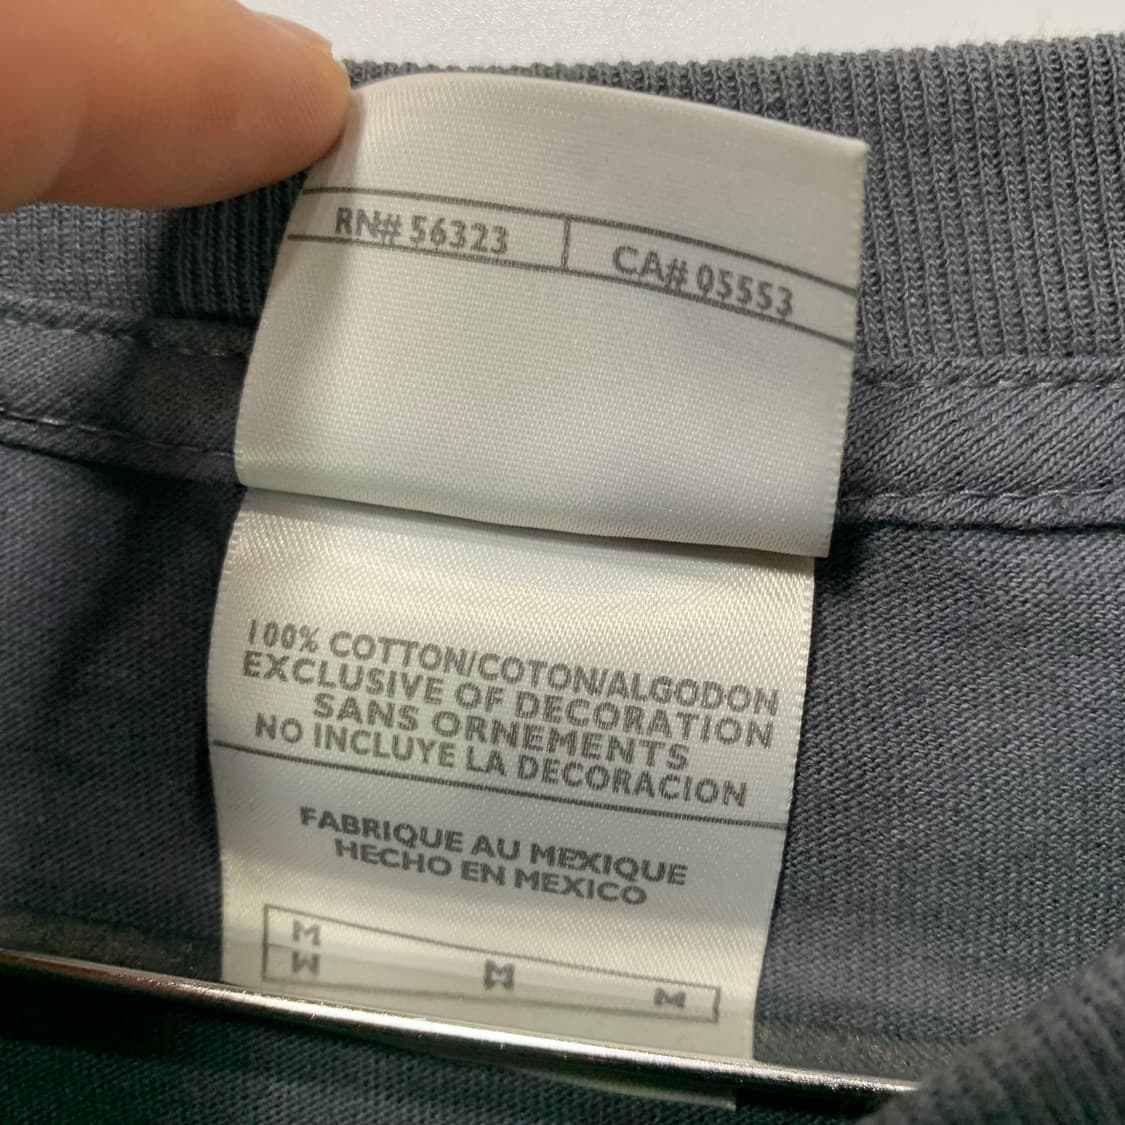 RN# 56323 CA# 05553
100% COTTON/COTON/ALGODON
EXCLUSIVE OF DECORATION
SANS ORNEMENTS
NO INCLUYE LA DECORACION
FABRIQUE AU MEXIQUE
HECHO EN MEXICO
M
M M